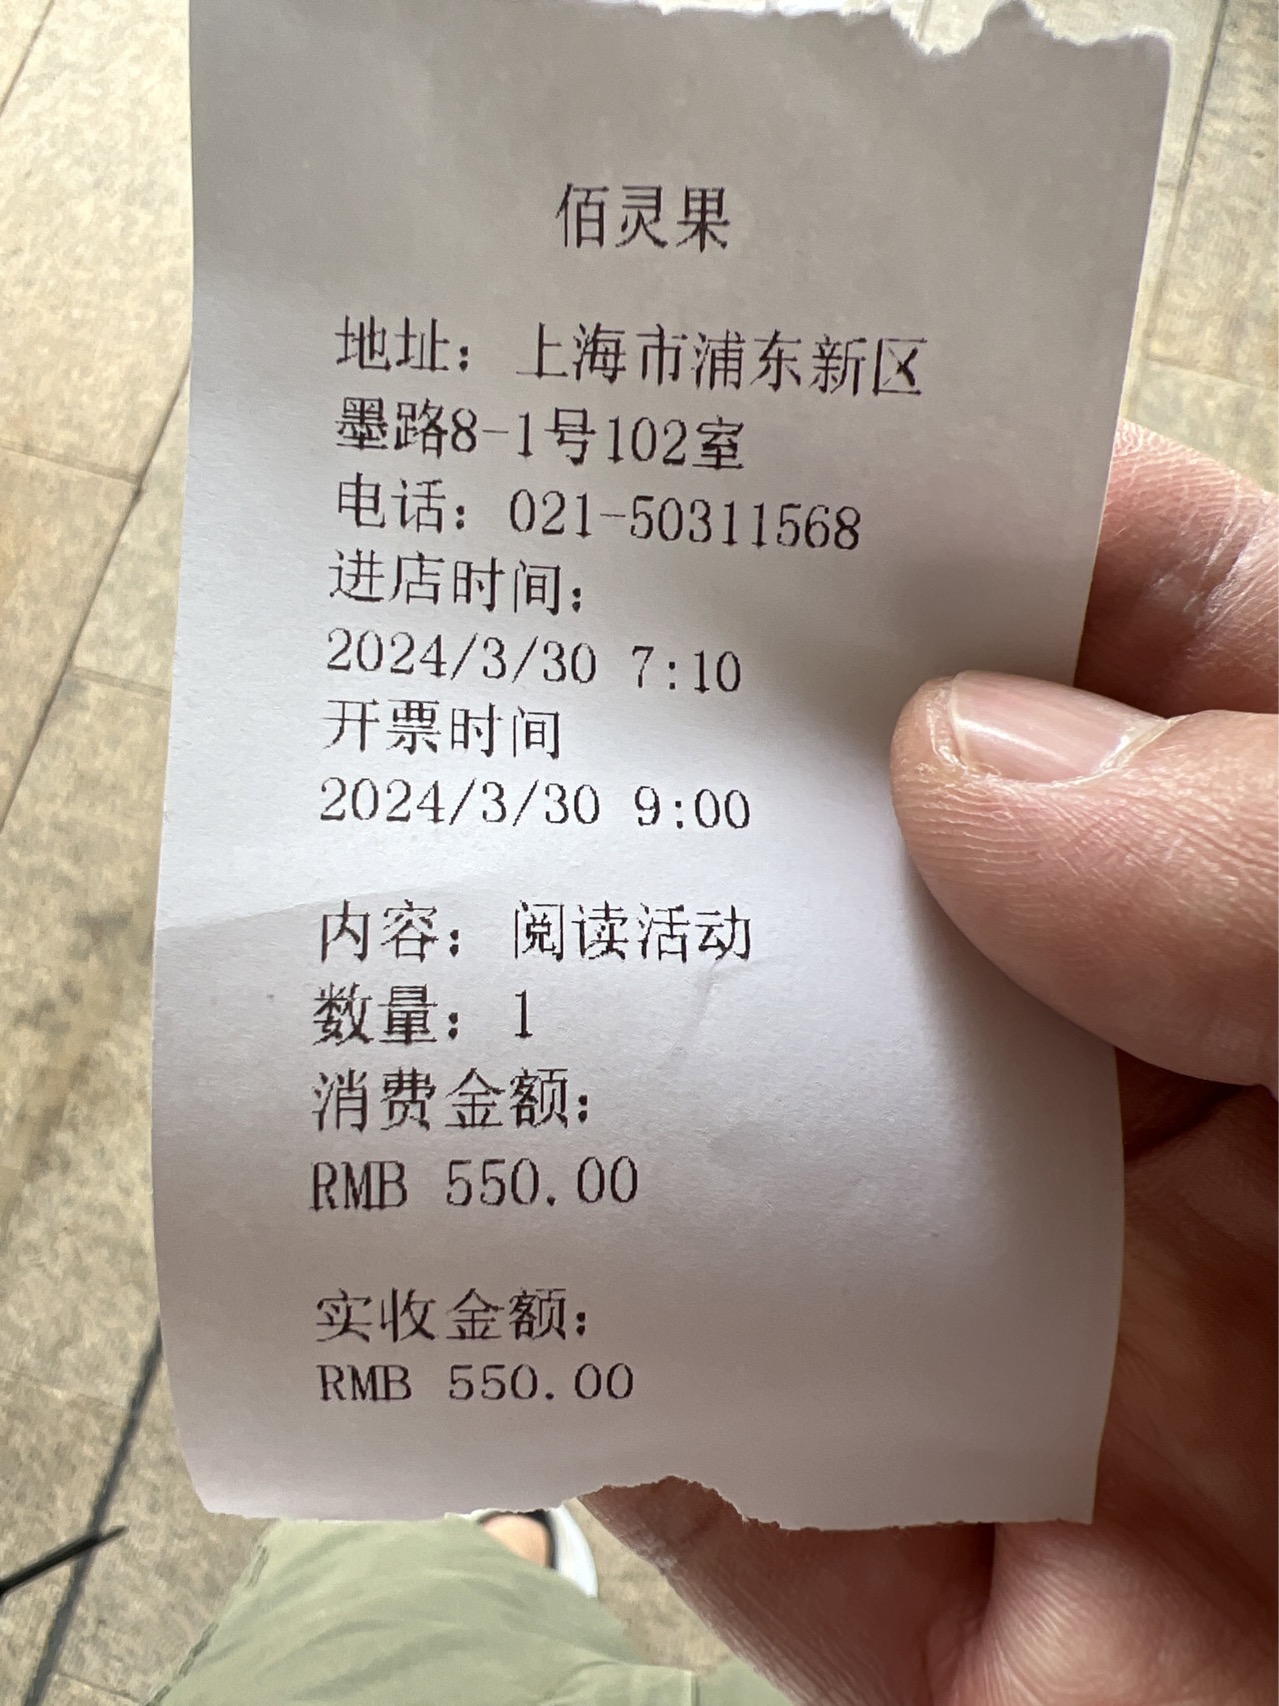 佰灵果
地址：上海市浦东新区
墨路8-1号102室
电话：021-50311568
进店时间：
2024/3/30 7:10
开票时间
2024/3/30 9:00
内容：阅读活动
数量：1
消费金额：
RMB 550.00
实收金额：
RMB 550.00